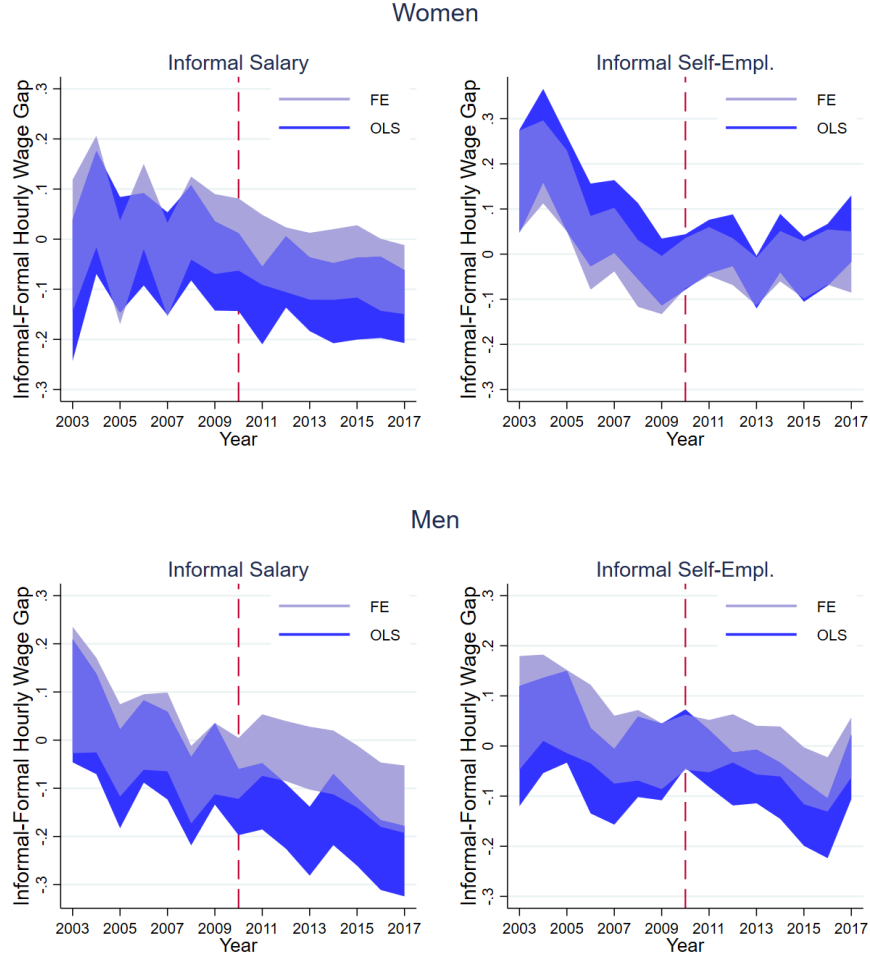 Women
Informal Salary
Informal-Formal Hourly Wage Gap
.3
.2
.1
0
-.1
-.2
-.3
FE
OLS
2003 2005 2007 2009 2011 2013 2015 2017
Year
Informal Self-Empl.
Informal-Formal Hourly Wage Gap
.3
.2
.1
0
-.1
-.2
-.3
FE
OLS
2003 2005 2007 2009 2011 2013 2015 2017
Year
Men
Informal Salary
Informal-Formal Hourly Wage Gap
.3
.2
.1
0
-.1
-.2
-.3
FE
OLS
2003 2005 2007 2009 2011 2013 2015 2017
Year
Informal Self-Empl.
Informal-Formal Hourly Wage Gap
.3
.2
.1
0
-.1
-.2
-.3
FE
OLS
2003 2005 2007 2009 2011 2013 2015 2017
Year